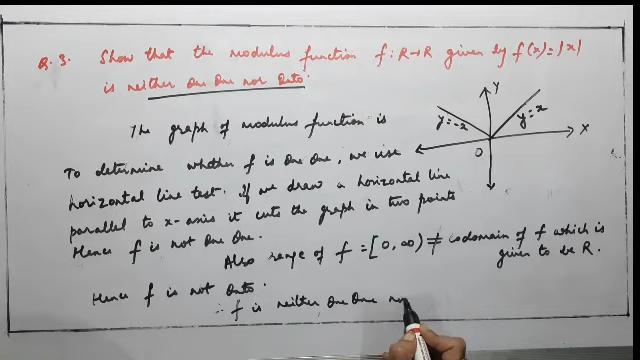 Q.3. Show that the modulus function f: R→R given by f(x)=|x|
is neither One One nor Onto.
The graph of modulus function is
Y
y=-x
y=x
X
O
To determine whether f is One One, we use
horizontal line test. If we draw a horizontal line
parallel to x-axis it cuts the graph in two points
Hence f is not One One.
Also range of f = [0, ∞) ≠ codomain of f which is
given to be R.
Hence f is not Onto.
∴ f is neither One One no